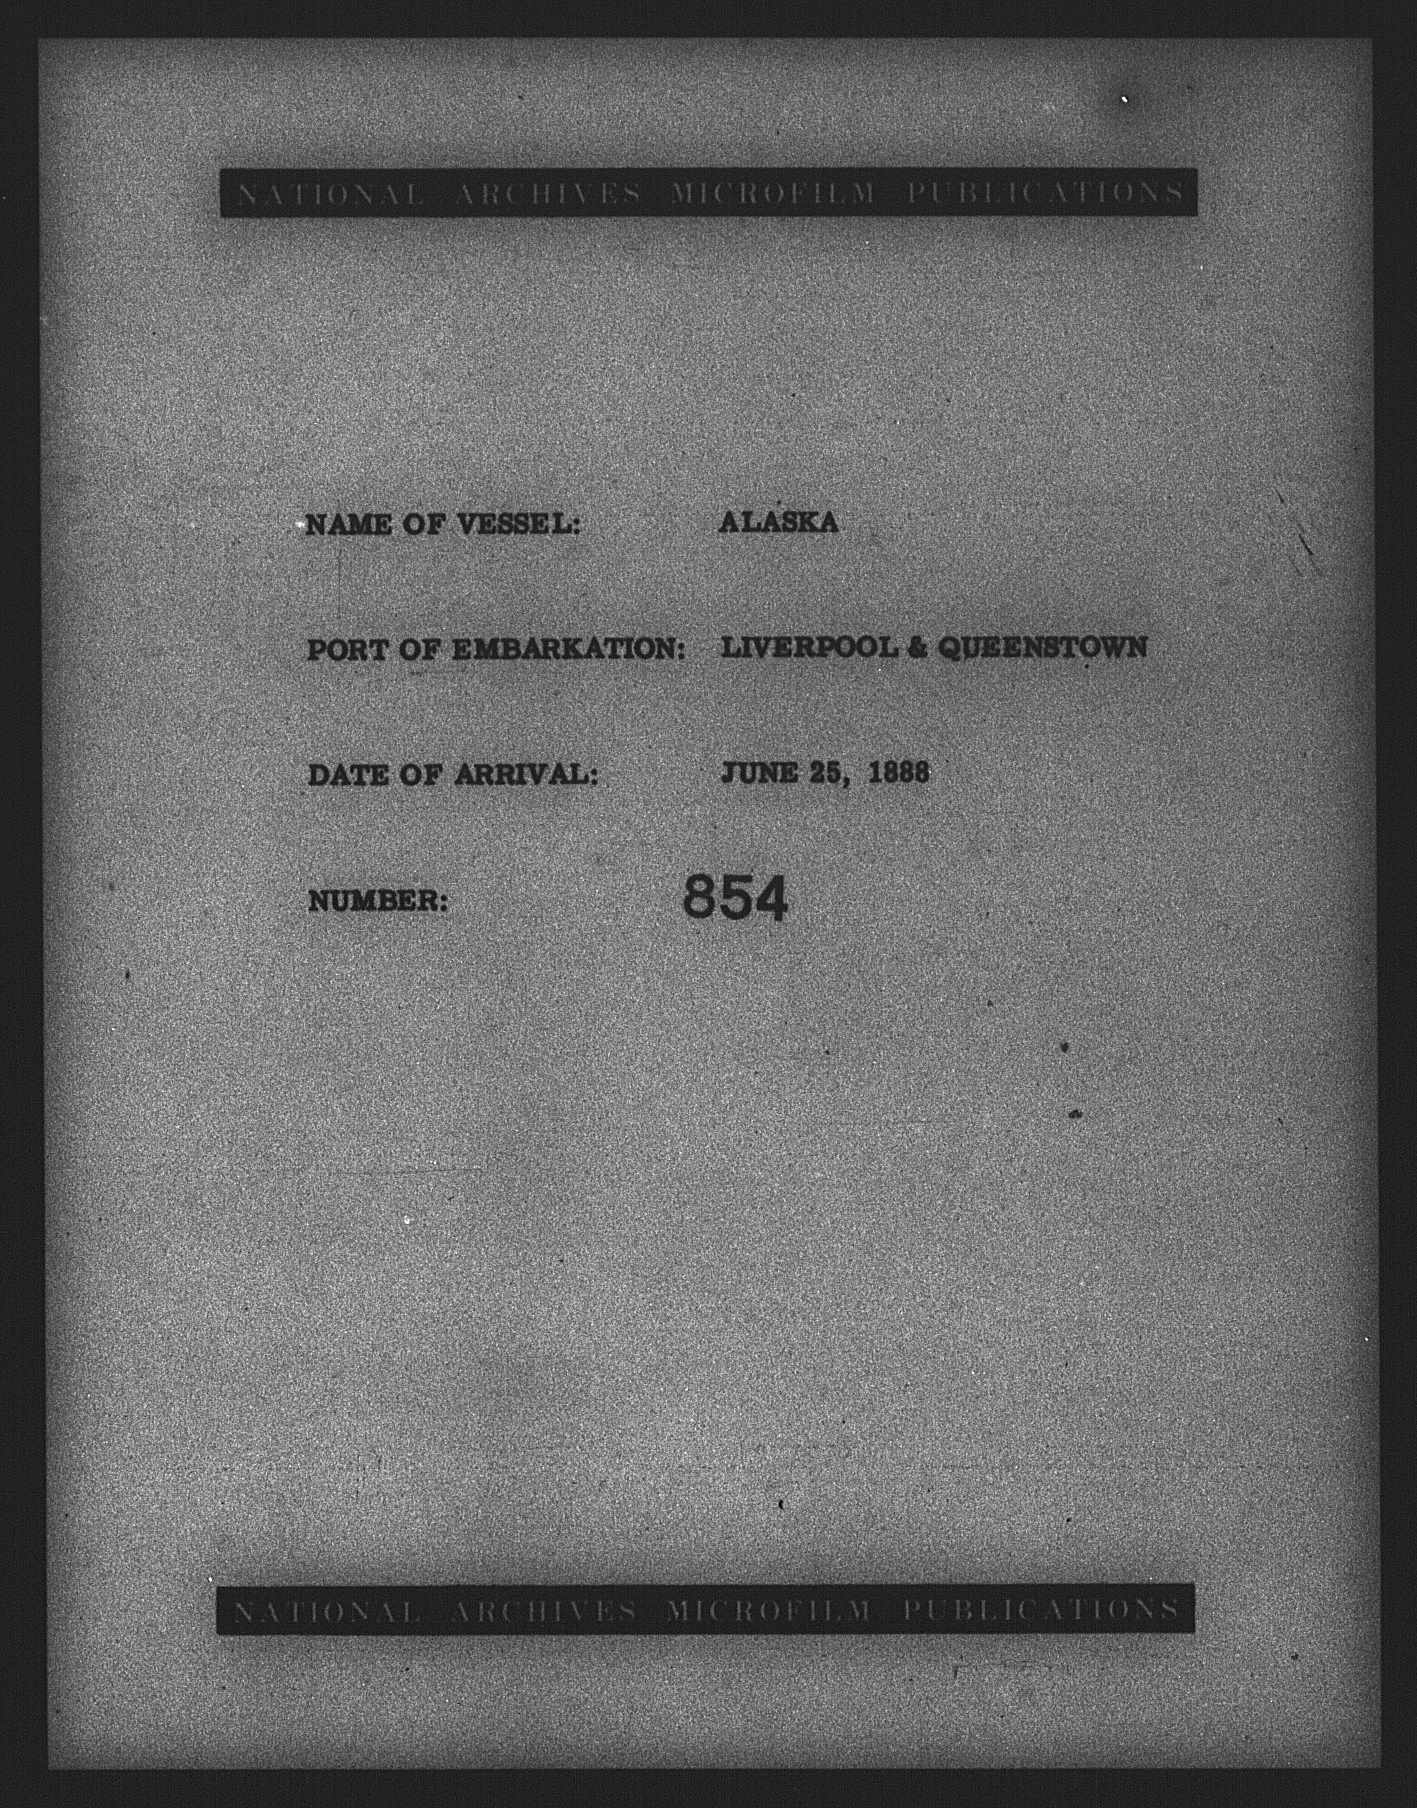 NATIONAL ARCHIVES MICROFILM PUBLICATIONS
NAME OF VESSEL: ALASKA
PORT OF EMBARKATION: LIVERPOOL & QUEENSTOWN
DATE OF ARRIVAL: JUNE 25, 1888
NUMBER: 854
NATIONAL ARCHIVES MICROFILM PUBLICATIONS